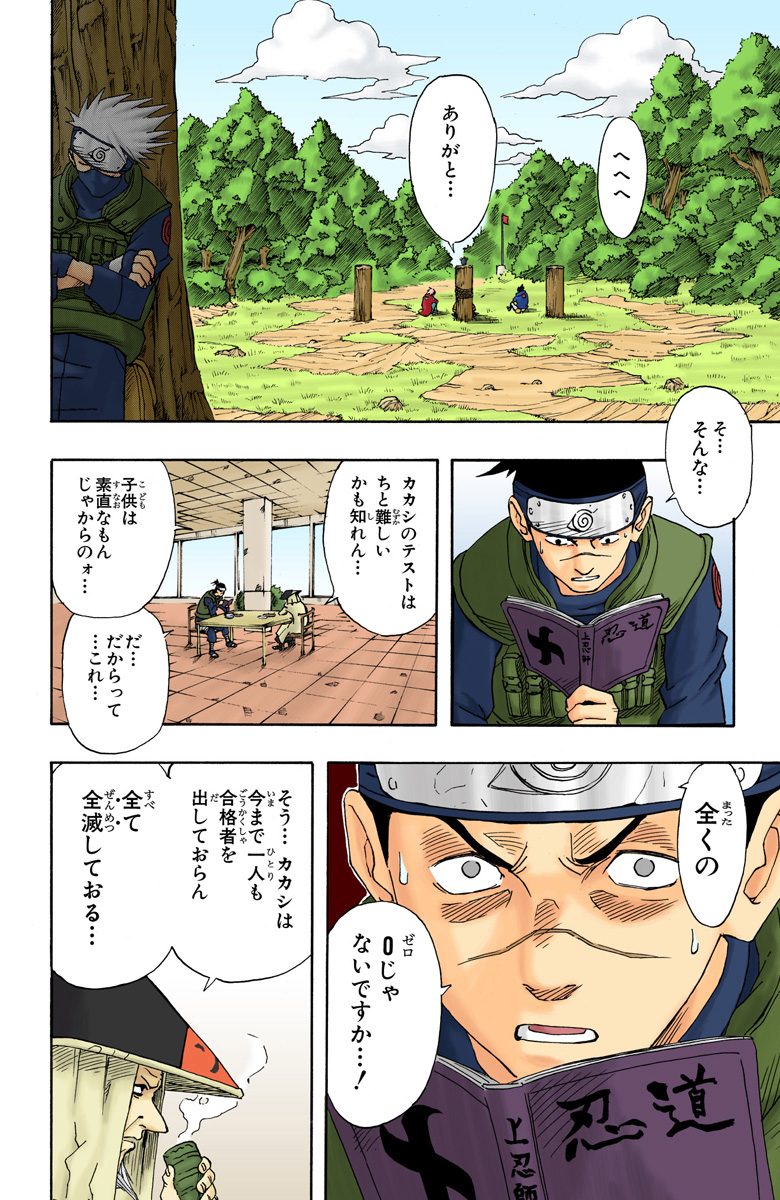 へへへ
ありがと…
そ…
そんな…
カカシのテストは
ちと難しい
かも知れん…
子供は
素直なもん
じゃからのォ…
だ…
だからって
…これ…
忍道
上忍師
全くの
0じゃ
ないですか…！
忍道
上忍師
そう…カカシは
今まで一人も
合格者を
出しておらん
全て
全滅しておる…